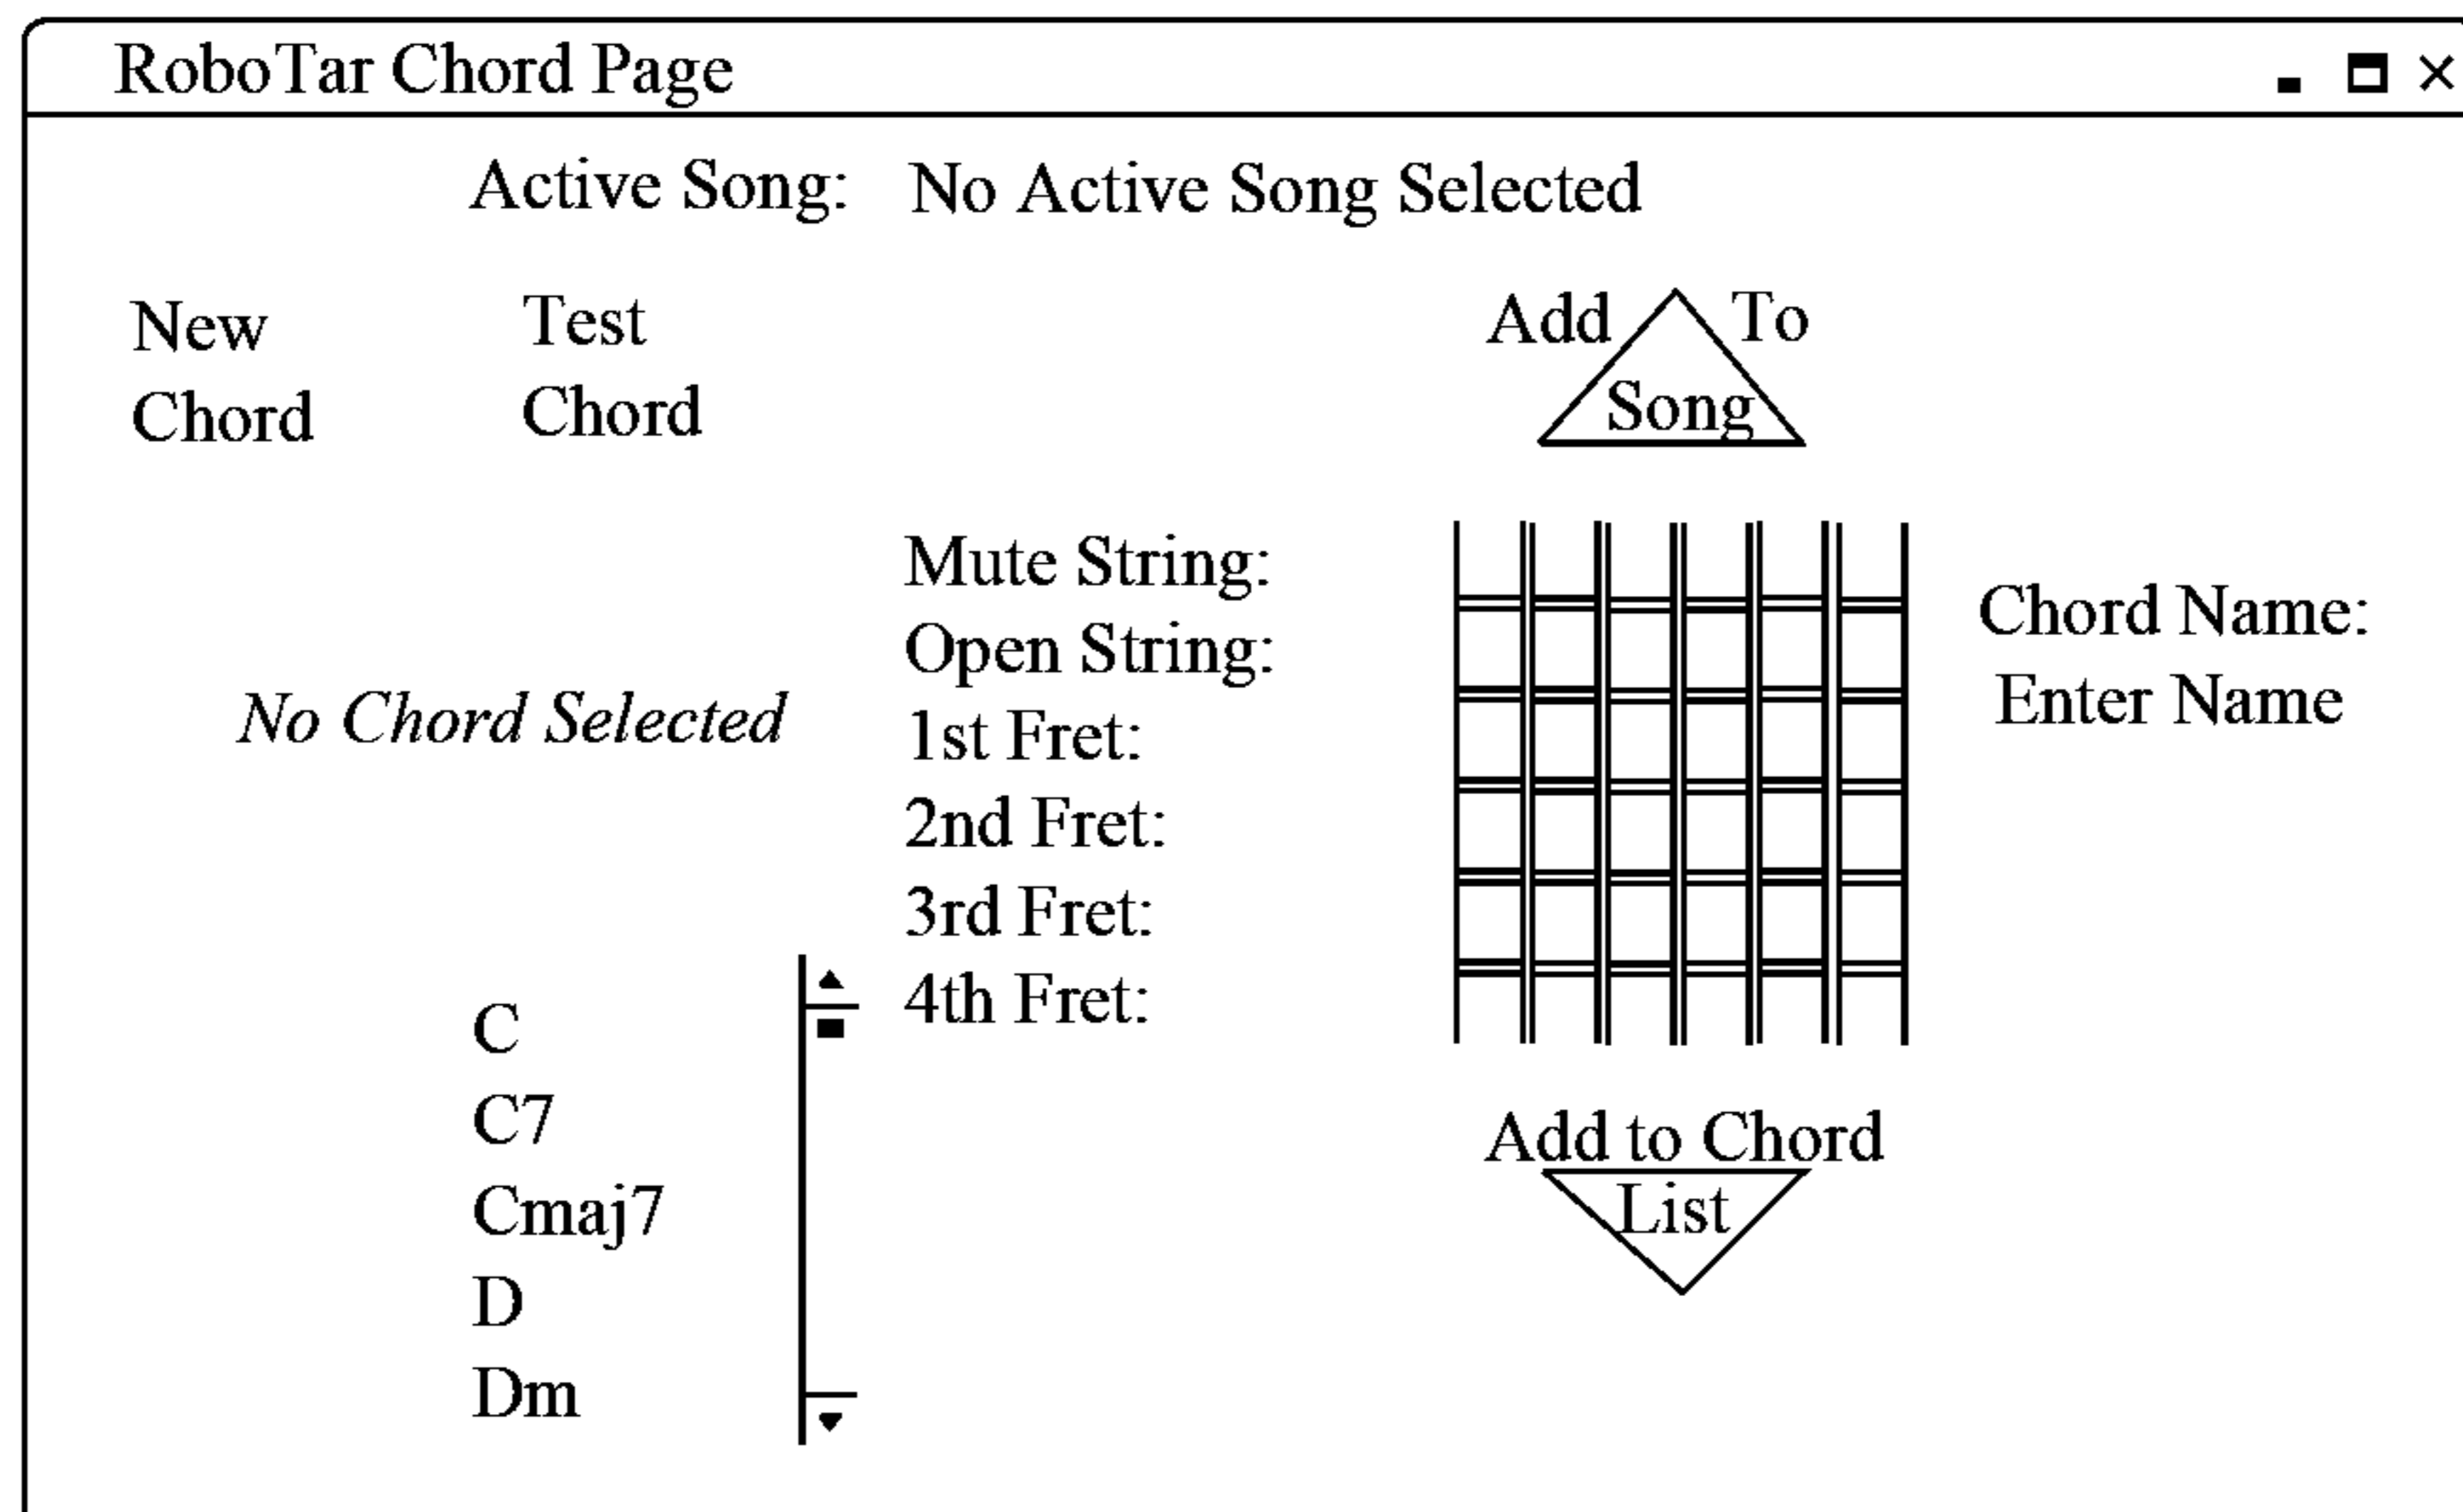 RoboTar Chord Page
Active Song: No Active Song Selected
New
Chord
Test
Chord
Add To
Song
No Chord Selected
Mute String:
Open String:
1st Fret:
2nd Fret:
3rd Fret:
4th Fret:
Chord Name:
Enter Name
C
C7
Cmaj7
D
Dm
Add to Chord
List